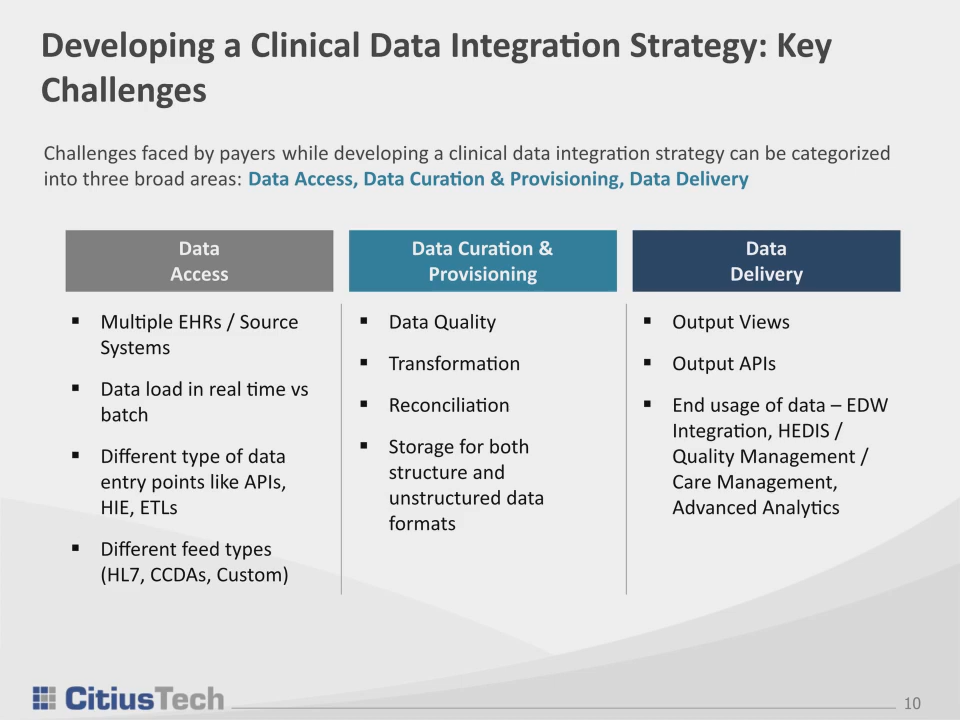 Developing a Clinical Data Integration Strategy: Key
Challenges
Challenges faced by payers while developing a clinical data integration strategy can be categorized
into three broad areas: Data Access, Data Curation & Provisioning, Data Delivery
Data
Access
▪ Multiple EHRs / Source
Systems
▪ Data load in real time vs
batch
▪ Different type of data
entry points like APIs,
HIE, ETLs
▪ Different feed types
(HL7, CCDAs, Custom)
Data Curation &
Provisioning
▪ Data Quality
▪ Transformation
▪ Reconciliation
▪ Storage for both
structure and
unstructured data
formats
Data
Delivery
▪ Output Views
▪ Output APIs
▪ End usage of data – EDW
Integration, HEDIS /
Quality Management /
Care Management,
Advanced Analytics
CitiusTech
10